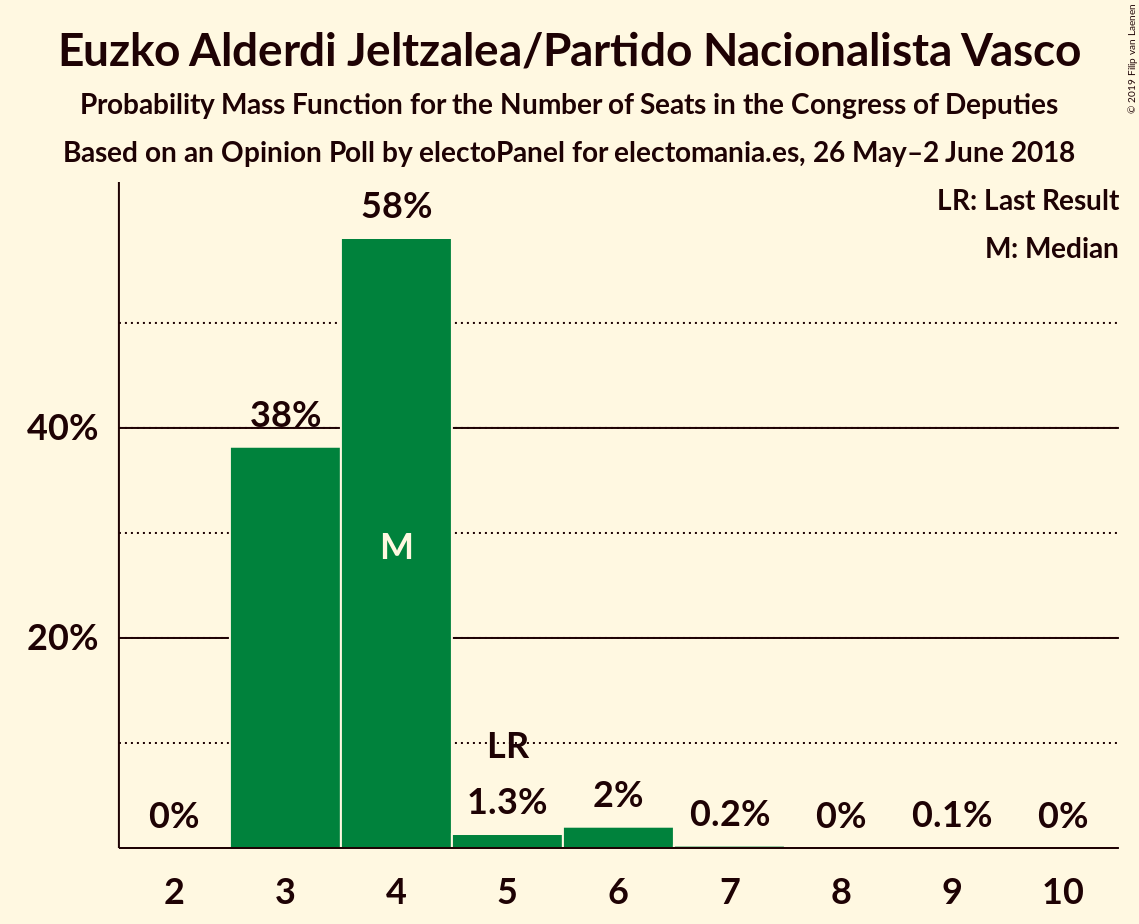 Euzko Alderdi Jeltzalea/Partido Nacionalista Vasco
Probability Mass Function for the Number of Seats in the Congress of Deputies
Based on an Opinion Poll by electoPanel for electomania.es, 26 May–2 June 2018
© 2019 Filip van Laenen
LR: Last Result
M: Median
58%
38%
40%
M
20%
LR
0%
1.3%
2%
0.2%
0%
0.1%
0%
2 3 4 5 6 7 8 9 10